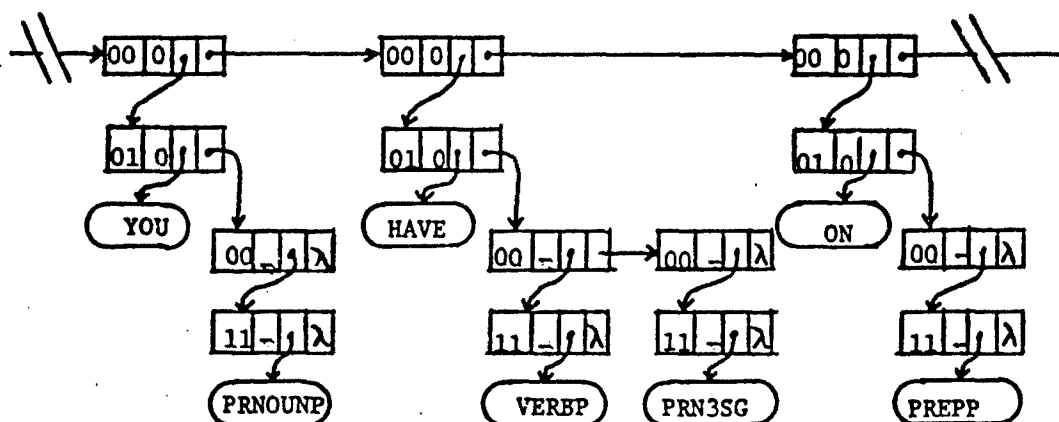 00 0 00 0 00 0
01 0 01 0 01 0
YOU HAVE ON
00 - λ 00 - 00 - λ 00 - λ
11 - λ 11 - λ 11 - λ 11 - λ
PRNOUNP VERBP PRN3SG PREPP